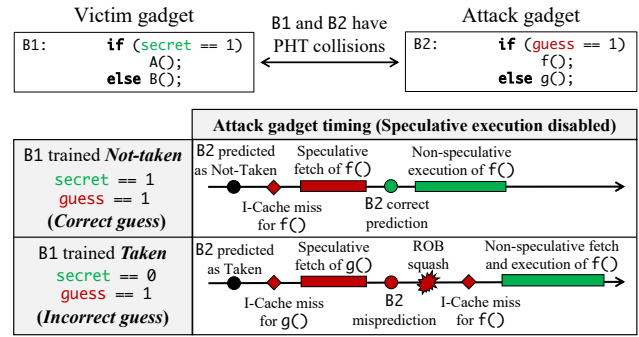 Victim gadget
B1 and B2 have
PHT collisions
Attack gadget
B1: if (secret == 1)
A();
else B();
B2: if (guess == 1)
f();
else g();
Attack gadget timing (Speculative execution disabled)
B1 trained Not-taken
secret == 1
guess == 1
(Correct guess)
B2 predicted
as Not-Taken
Speculative
fetch of f()
Non-speculative
execution of f()
I-Cache miss
for f()
B2 correct
prediction
B1 trained Taken
secret == 0
guess == 1
(Incorrect guess)
B2 predicted
as Taken
Speculative
fetch of g()
ROB
squash
Non-speculative fetch
and execution of f()
I-Cache miss
for g()
B2
misprediction
I-Cache miss
for f()